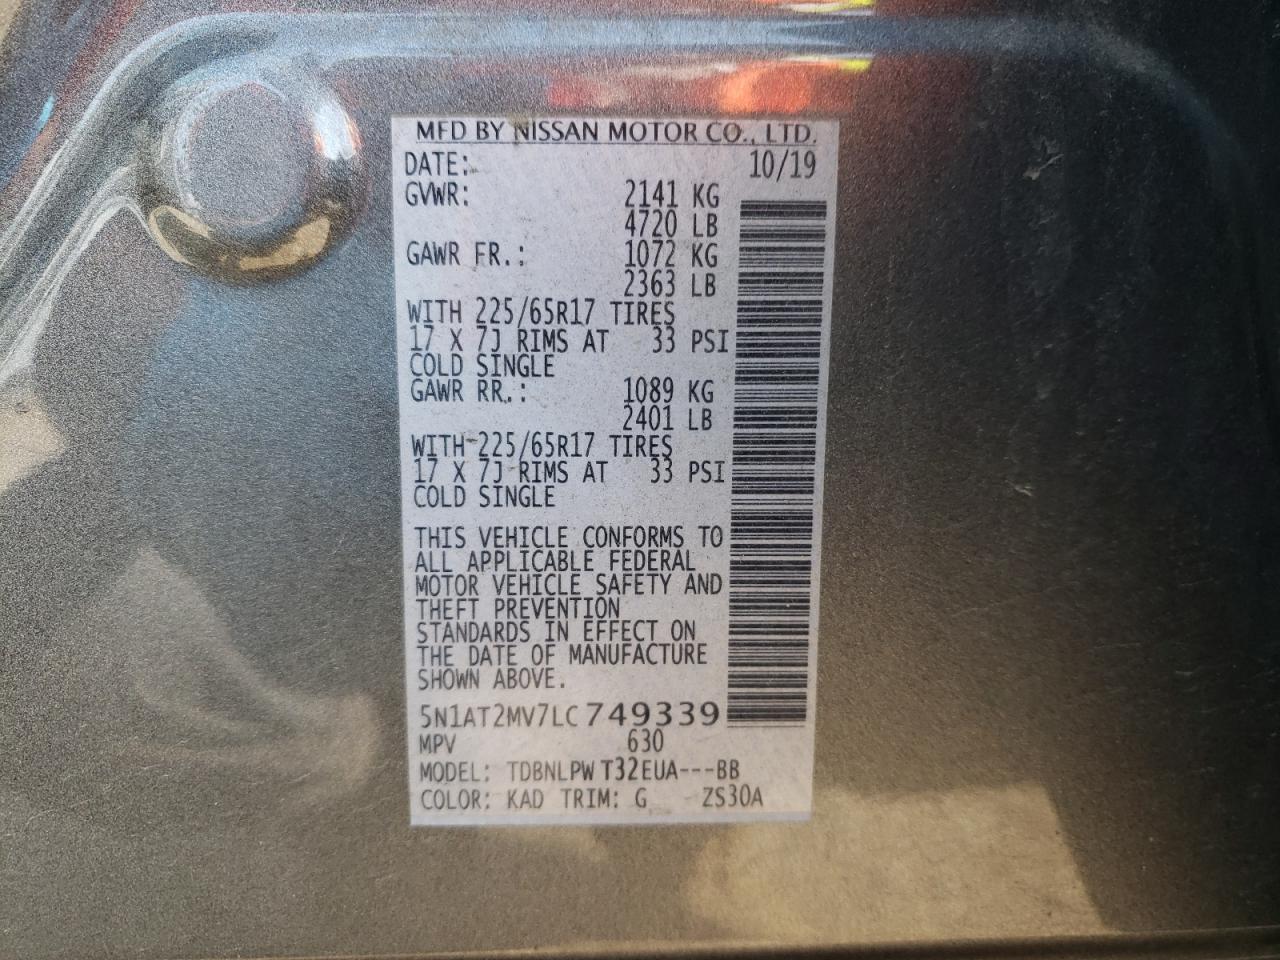 MFD BY NISSAN MOTOR CO., LTD.
DATE: 10/19
GVWR: 2141 KG
4720 LB
GAWR FR.: 1072 KG
2363 LB
WITH 225/65R17 TIRES
17 X 7J RIMS AT 33 PSI
COLD SINGLE
GAWR RR.: 1089 KG
2401 LB
WITH 225/65R17 TIRES
17 X 7J RIMS AT 33 PSI
COLD SINGLE
THIS VEHICLE CONFORMS TO
ALL APPLICABLE FEDERAL
MOTOR VEHICLE SAFETY AND
THEFT PREVENTION
STANDARDS IN EFFECT ON
THE DATE OF MANUFACTURE
SHOWN ABOVE.
5N1AT2MV7LC749339
MPV 630
MODEL: TDBNLPW T32EUA---BB
COLOR: KAD TRIM: G ZS30A